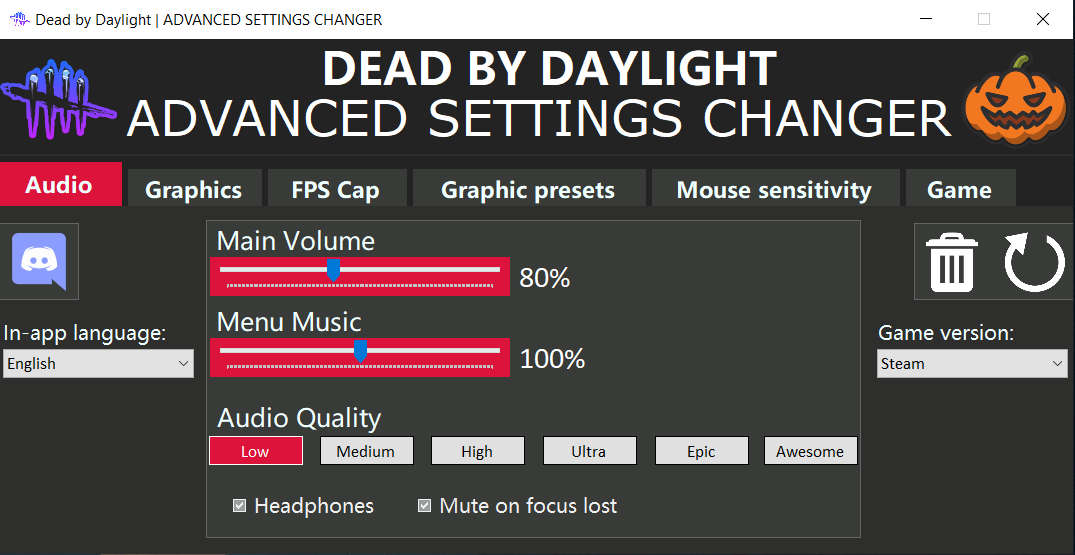 Dead by Daylight | ADVANCED SETTINGS CHANGER
DEAD BY DAYLIGHT
ADVANCED SETTINGS CHANGER
Audio
Graphics
FPS Cap
Graphic presets
Mouse sensitivity
Game
In-app language:
English
Main Volume
80%
Menu Music
100%
Audio Quality
Low
Medium
High
Ultra
Epic
Awesome
Headphones
Mute on focus lost
Game version:
Steam